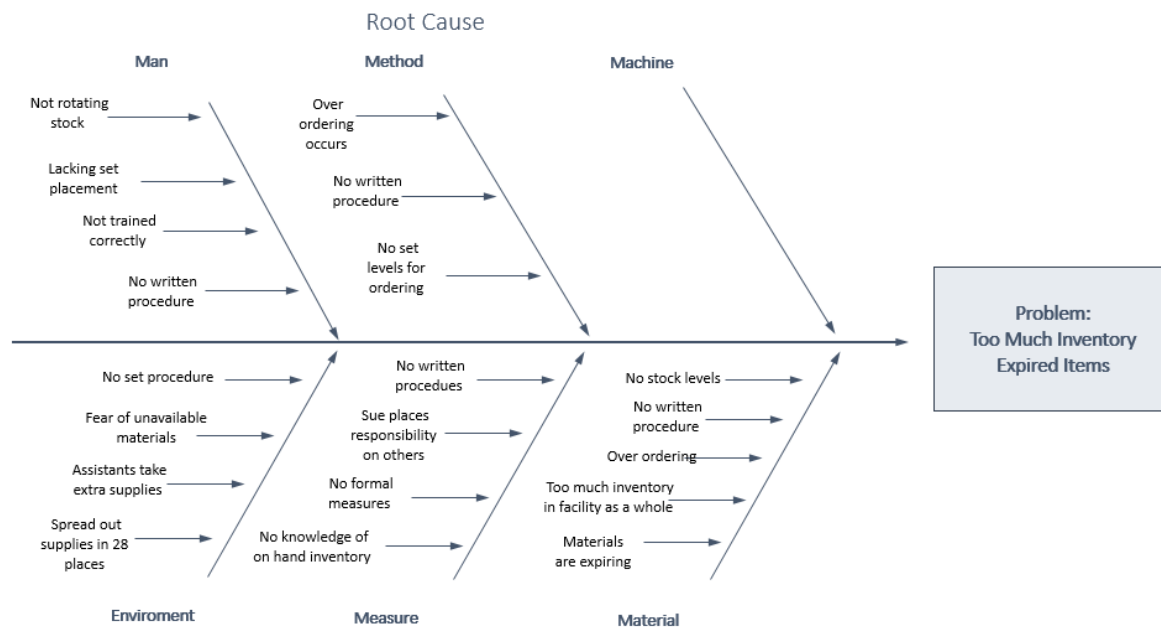 Root Cause
Man
Method
Machine
Not rotating
stock
Lacking set
placement
Not trained
correctly
No written
procedure
Over
ordering
occurs
No written
procedure
No set
levels for
ordering
Problem:
Too Much Inventory
Expired Items
No set procedure
Fear of unavailable
materials
Assistants take
extra supplies
Spread out
supplies in 28
places
No written
procedues
Sue places
responsibility
on others
No formal
measures
No knowledge of
on hand inventory
No stock levels
No written
procedure
Over ordering
Too much inventory
in facility as a whole
Materials
are expiring
Enviroment
Measure
Material